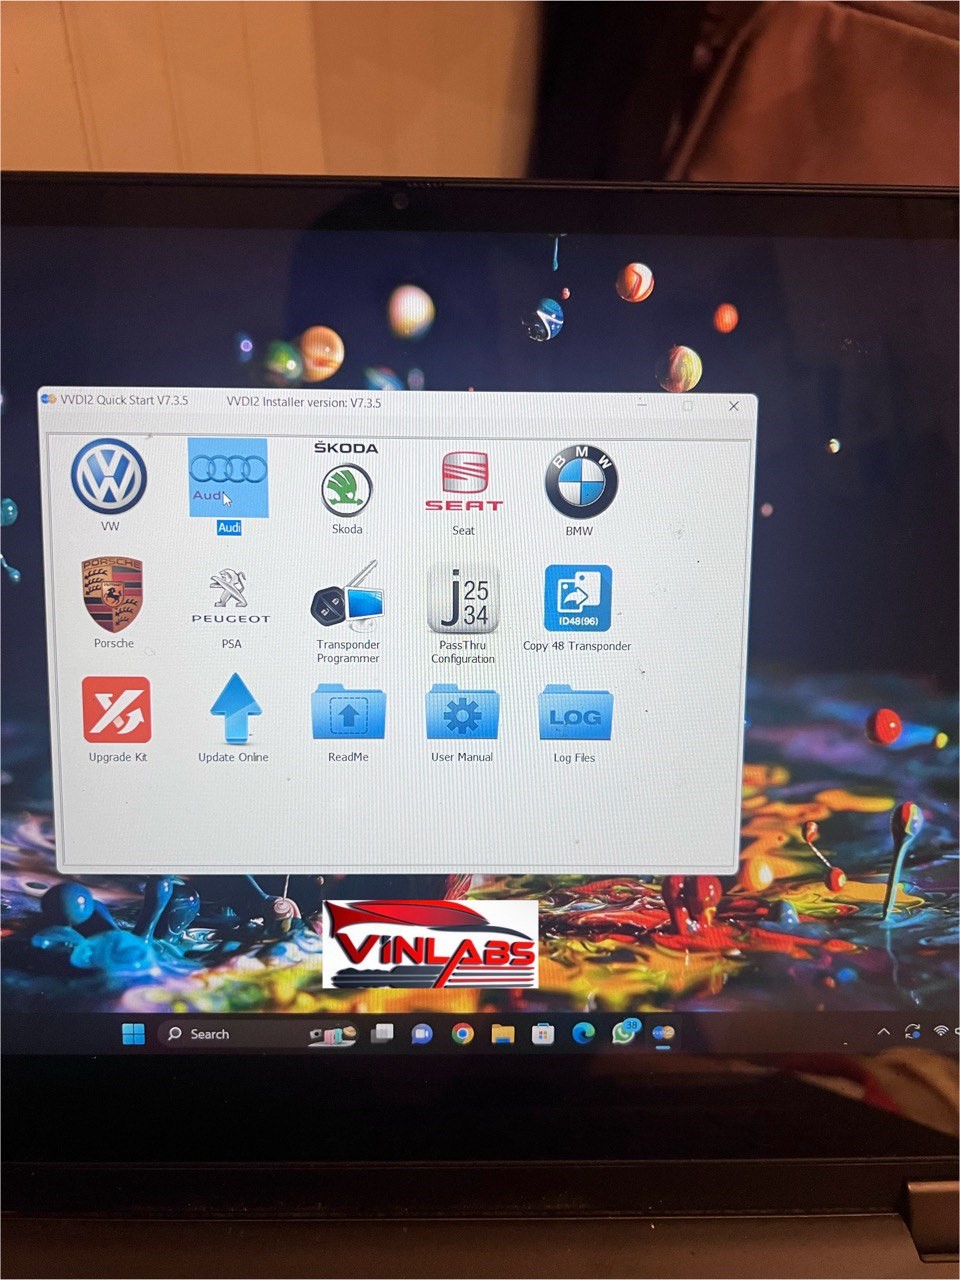 VVDI2 Quick Start V7.3.5 VVDI2 Installer version: V7.3.5
VW
Audi
Audi
ŠKODA
Skoda
SEAT
Seat
BMW
BMW
PORSCHE
Porsche
PEUGEOT
PSA
Transponder
Programmer
j2534
PassThru
Configuration
ID48(96)
Copy 48 Transponder
Upgrade Kit
Update Online
ReadMe
User Manual
LOG
Log Files
VINLABS
Search
38